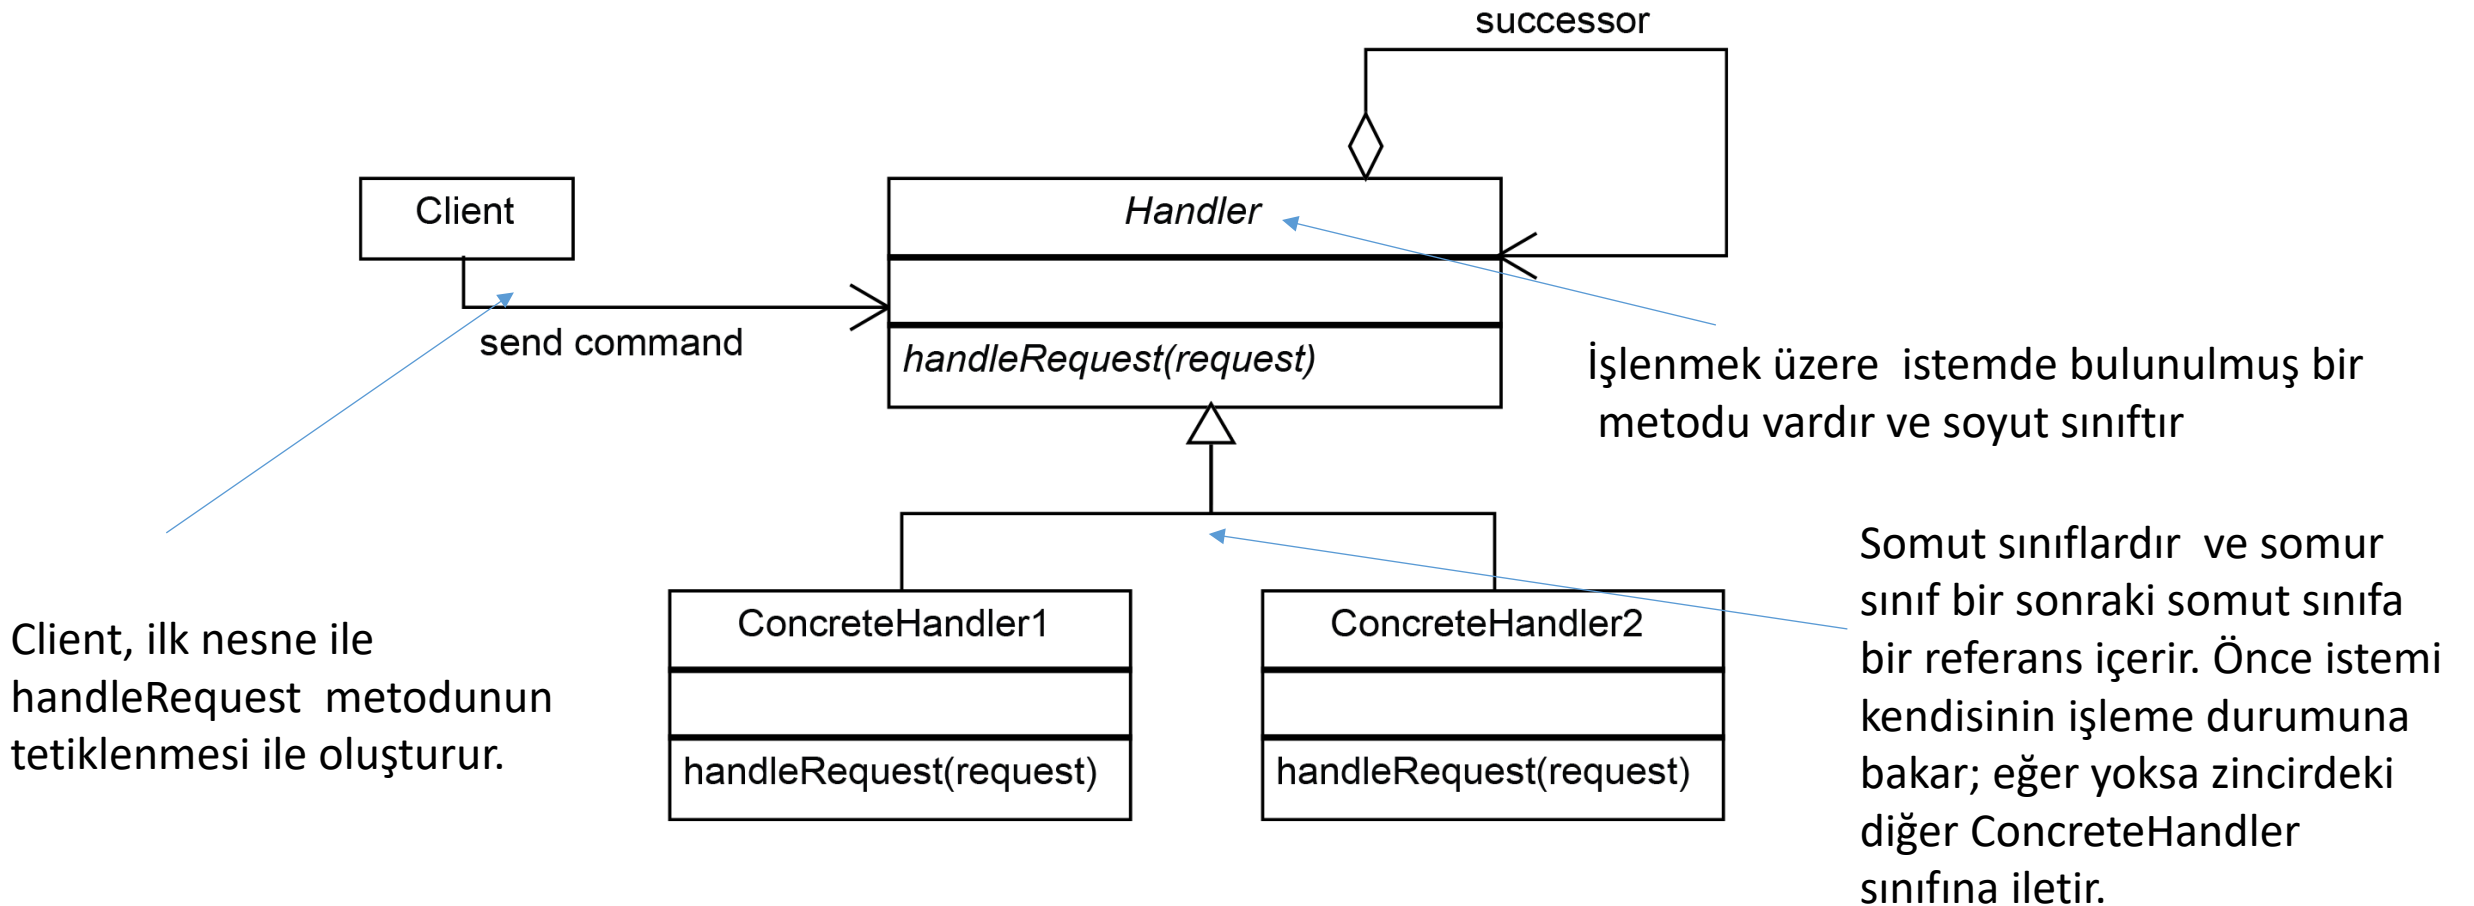 successor
Client
Handler
send command
handleRequest(request)
İşlenmek üzere  istemde bulunulmuş bir
metodu vardır ve soyut sınıftır
Client, ilk nesne ile
handleRequest  metodunun
tetiklenmesi ile oluşturur.
ConcreteHandler1
handleRequest(request)
ConcreteHandler2
handleRequest(request)
Somut sınıflardır  ve somur
sınıf bir sonraki somut sınıfa
bir referans içerir. Önce istemi
kendisinin işleme durumuna
bakar; eğer yoksa zincirdeki
diğer ConcreteHandler
sınıfına iletir.